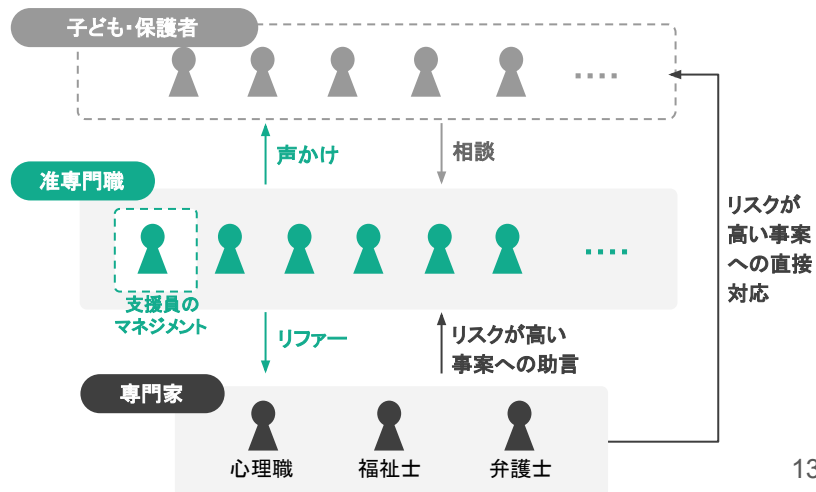 子ども・保護者
声かけ
相談
准専門職
リスクが
高い事案
への直接
対応
支援員の
マネジメント
リファー
リスクが高い
事案への助言
専門家
心理職
福祉士
弁護士
13